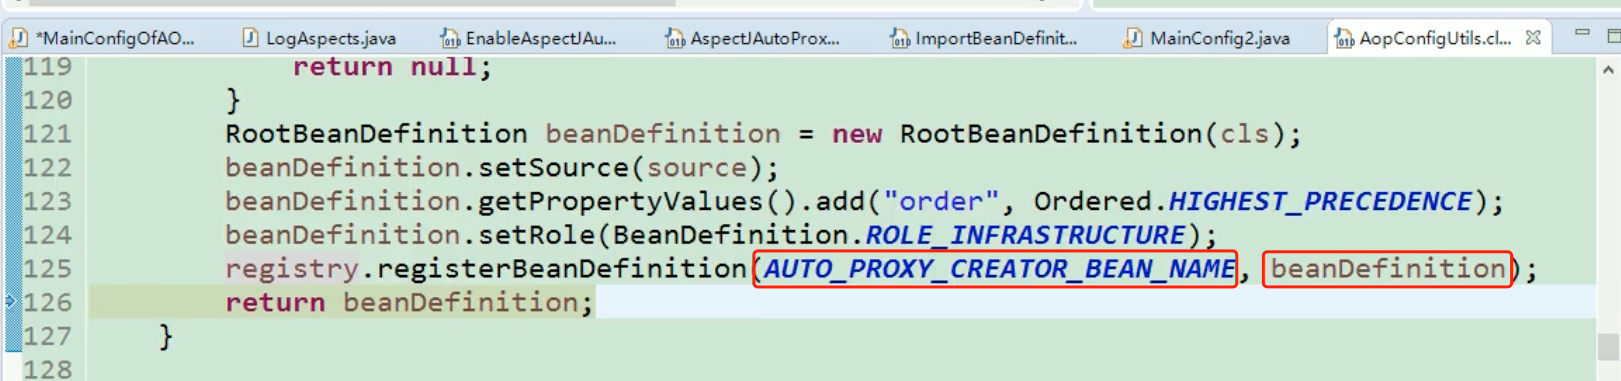 *MainConfigOfAO... LogAspects.java EnableAspectJAu... AspectJAutoProx... ImportBeanDefinit... MainConfig2.java AopConfigUtils.cl...
119 return null;
120 }
121 RootBeanDefinition beanDefinition = new RootBeanDefinition(cls);
122 beanDefinition.setSource(source);
123 beanDefinition.getPropertyValues().add("order", Ordered.HIGHEST_PRECEDENCE);
124 beanDefinition.setRole(BeanDefinition.ROLE_INFRASTRUCTURE);
125 registry.registerBeanDefinition(AUTO_PROXY_CREATOR_BEAN_NAME, beanDefinition);
126 return beanDefinition;
127 }
128